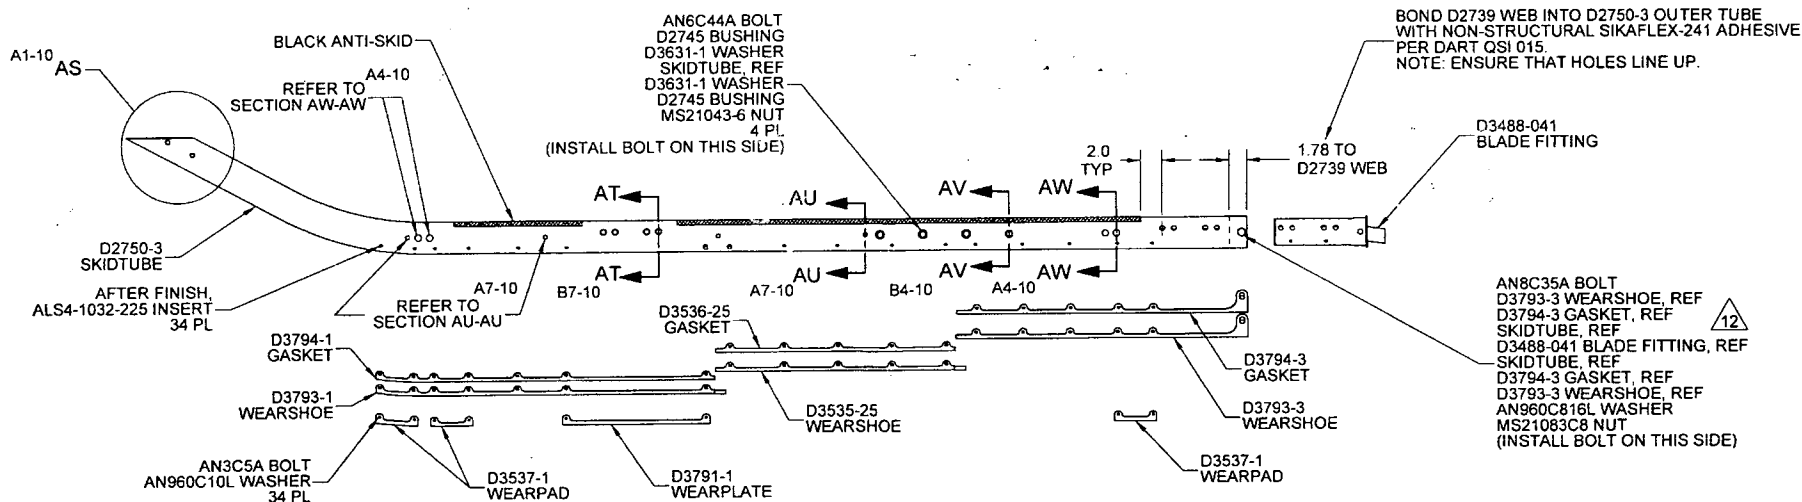 A1-10
AS
BLACK ANTI-SKID
A4-10
REFER TO
SECTION AW-AW
AN6C44A BOLT
D2745 BUSHING
D3631-1 WASHER
SKIDTUBE, REF
D3631-1 WASHER
D2745 BUSHING
MS21043-6 NUT
4 PL
(INSTALL BOLT ON THIS SIDE)
BOND D2739 WEB INTO D2750-3 OUTER TUBE
WITH NON-STRUCTURAL SIKAFLEX-241 ADHESIVE
PER DART QSI 015.
NOTE: ENSURE THAT HOLES LINE UP.
2.0
TYP
1.78 TO
D2739 WEB
D3488-041
BLADE FITTING
AT
AU
AV
AW
D2750-3
SKIDTUBE
AFTER FINISH,
ALS4-1032-225 INSERT
34 PL
AT
AU
AV
AW
A7-10
B7-10
A7-10
B4-10
A4-10
REFER TO
SECTION AU-AU
D3794-1
GASKET
D3793-1
WEARSHOE
D3536-25
GASKET
D3535-25
WEARSHOE
D3794-3
GASKET
D3793-3
WEARSHOE
AN8C35A BOLT
D3793-3 WEARSHOE, REF
D3794-3 GASKET, REF
SKIDTUBE, REF
D3488-041 BLADE FITTING, REF
SKIDTUBE, REF
D3794-3 GASKET, REF
D3793-3 WEARSHOE, REF
AN960C816L WASHER
MS21083C8 NUT
(INSTALL BOLT ON THIS SIDE)
12
AN3C5A BOLT
AN960C10L WASHER
34 PL
D3537-1
WEARPAD
D3791-1
WEARPLATE
D3537-1
WEARPAD